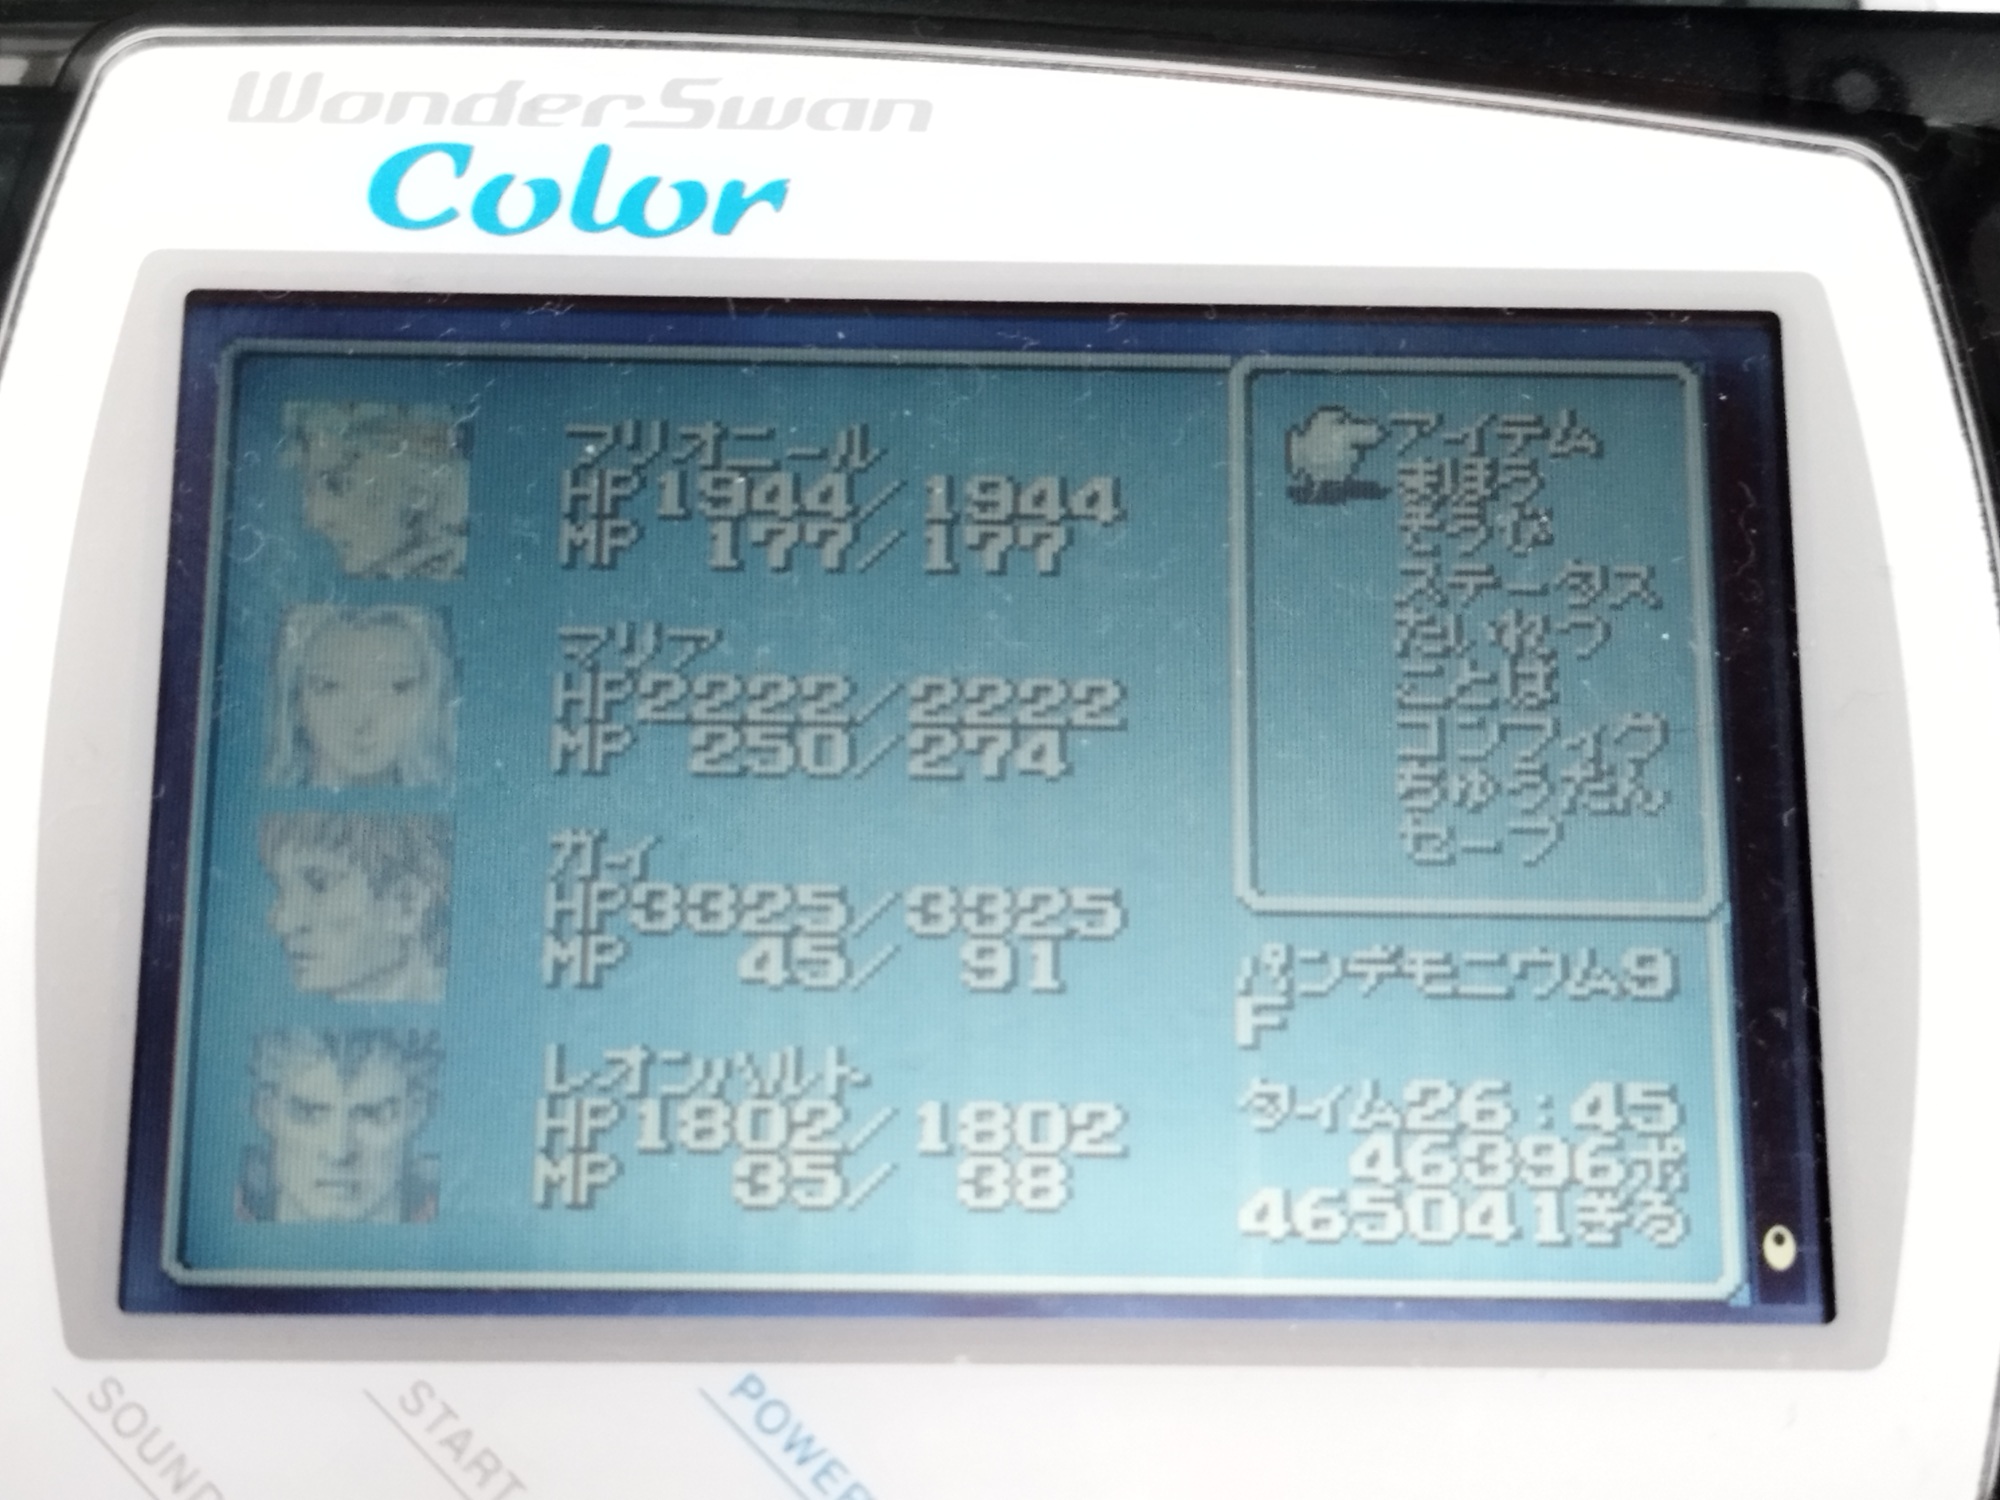 WonderSwan
Color
フリオニール
HP1944/1944
MP 177/177
マリア
HP2222/2222
MP 250/274
ガイ
HP3325/3325
MP 45/ 91
レオンハルト
HP1802/1802
MP 35/ 38
アイテム
まほう
そうび
ステータス
たいれつ
ことば
コンフィグ
ちゅうだん
セーブ
パンデモニウム9
F
タイム26:45
46396ポ
465041ぎる
SOUND
START
POWER